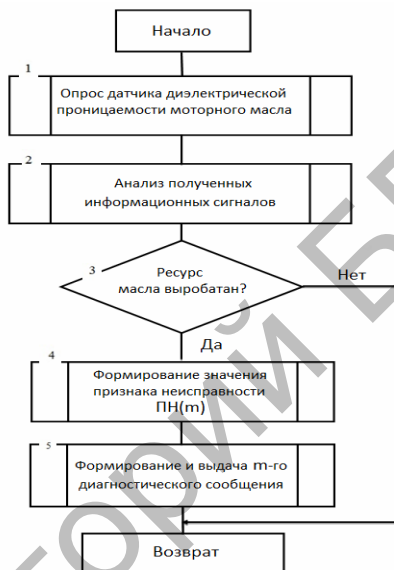 Начало
1
Опрос датчика диэлектрической
проницаемости моторного масла
2
Анализ полученных
информационных сигналов
3
Ресурс
масла выробатан?
Нет
Да
4
Формирование значения
признака неисправности
ПН(m)
5
Формирование и выдача m-го
диагностического сообщения
Возврат